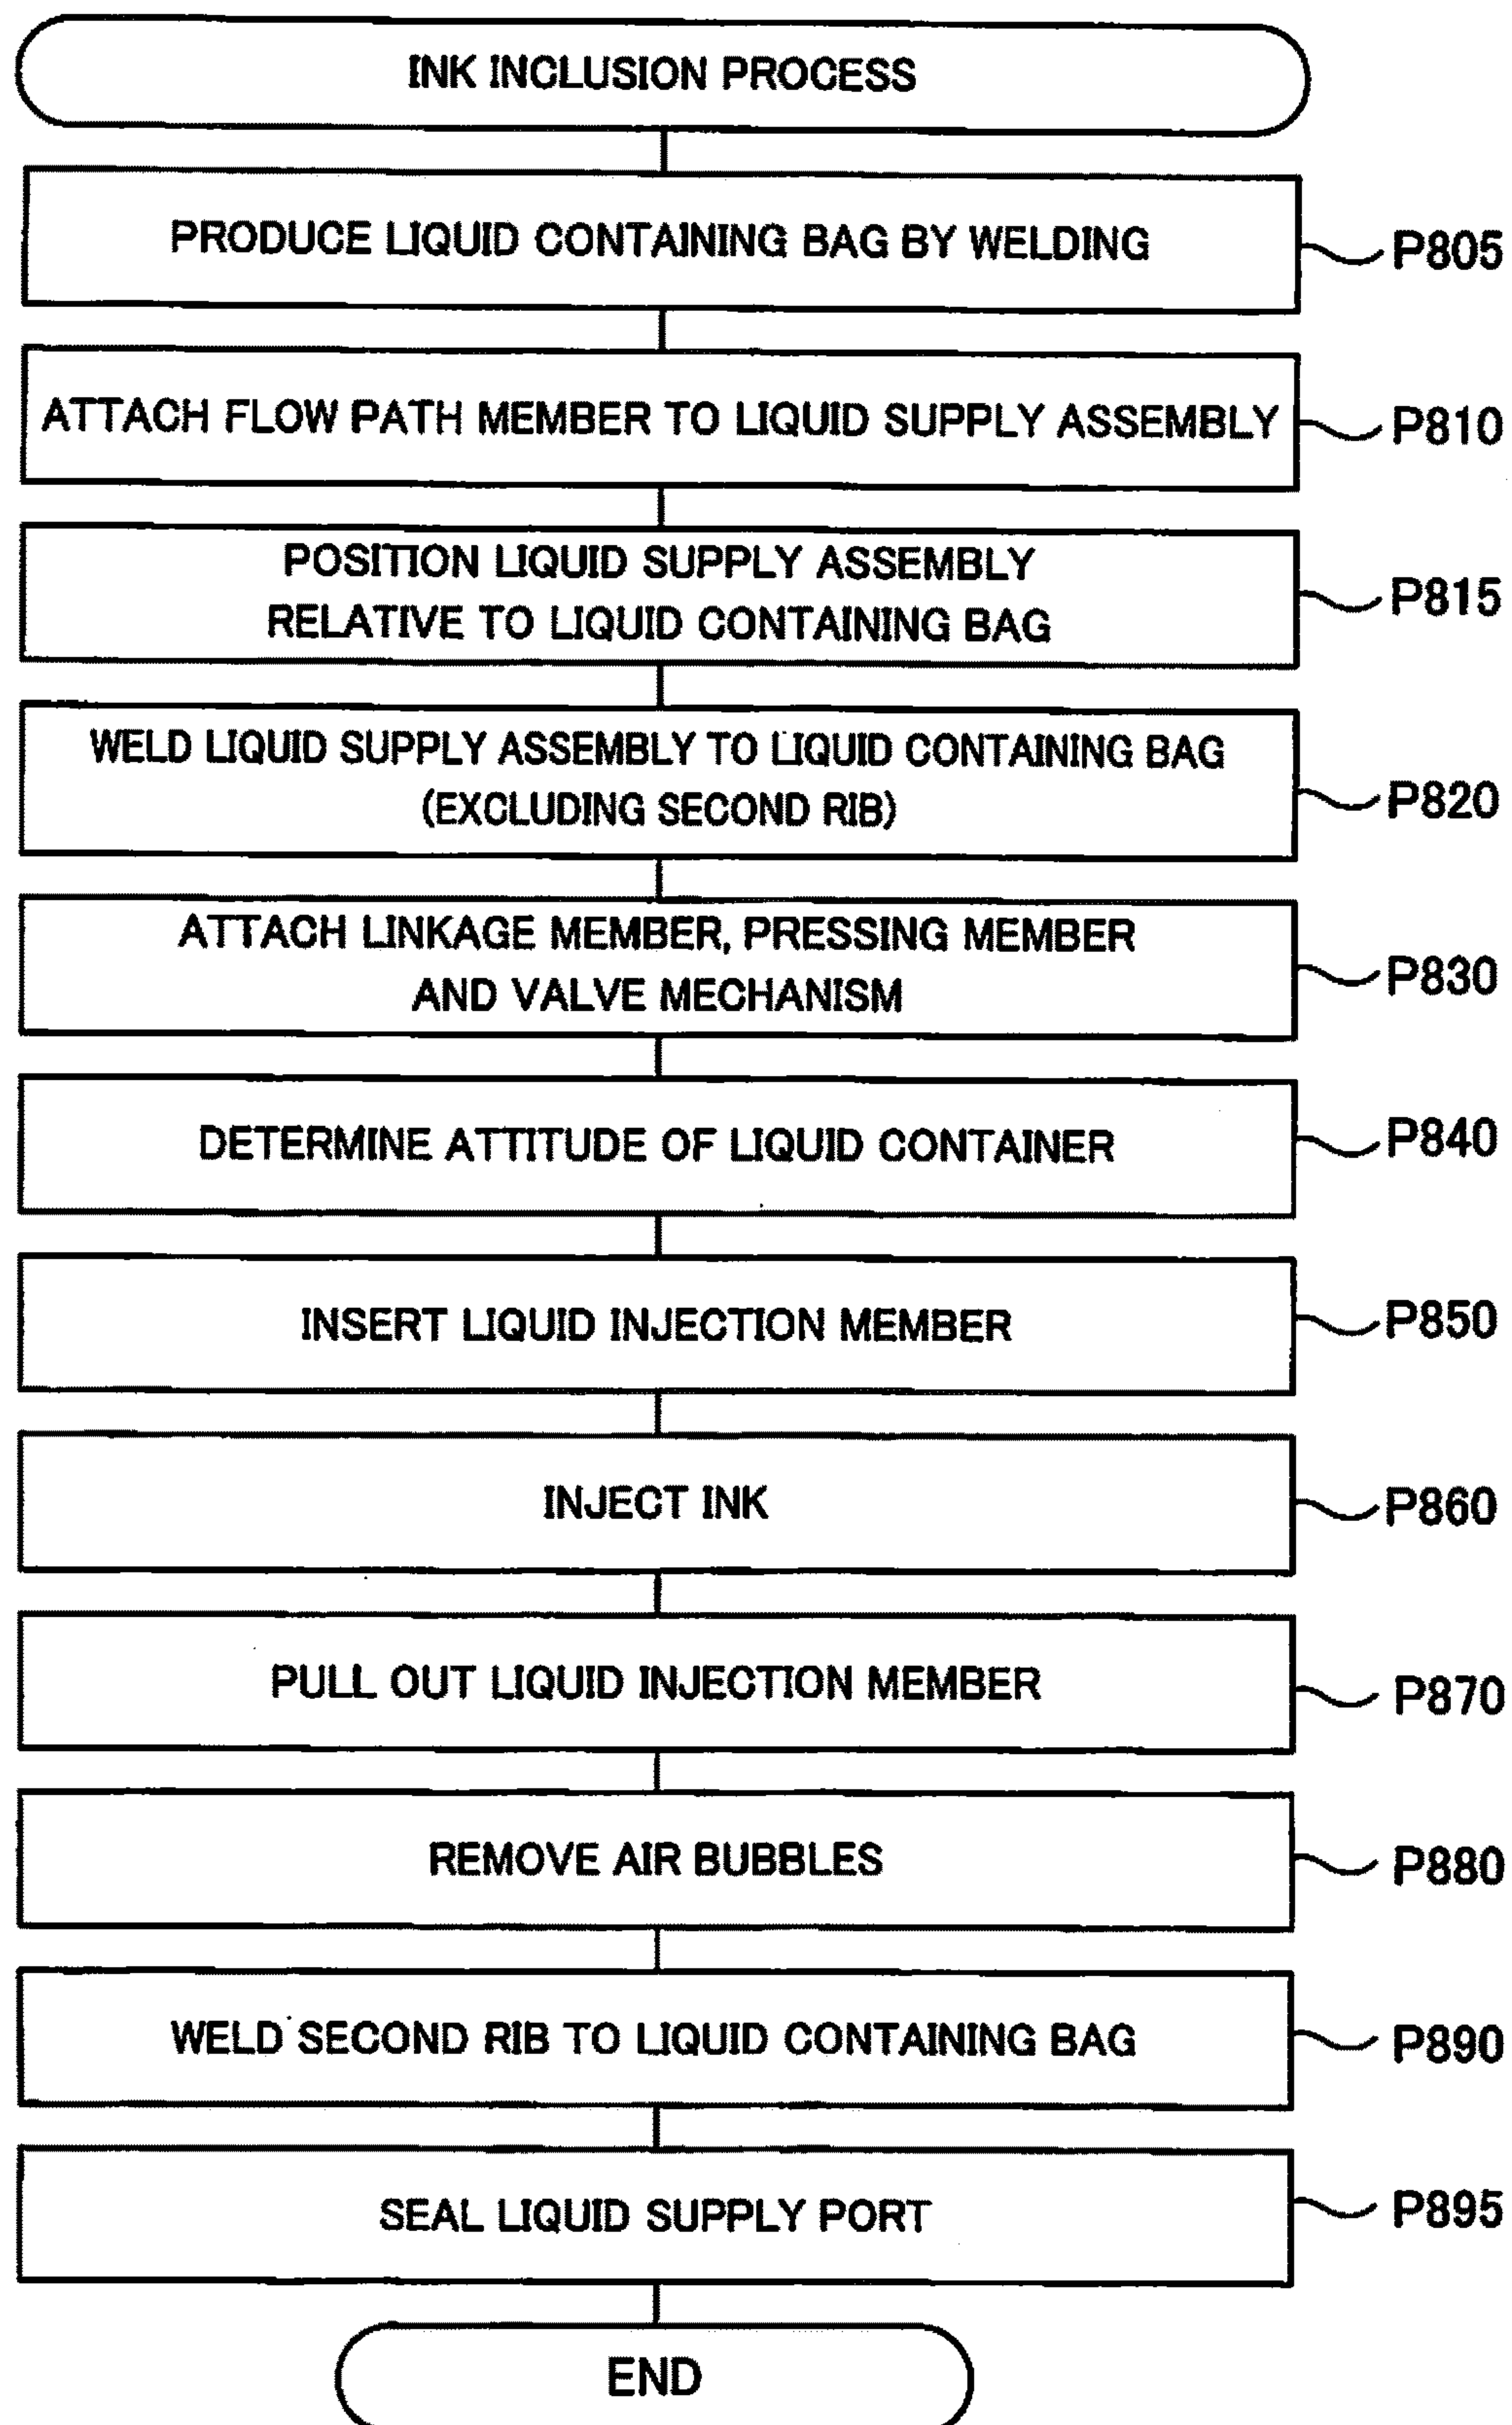 INK INCLUSION PROCESS
PRODUCE LIQUID CONTAINING BAG BY WELDING
P805
ATTACH FLOW PATH MEMBER TO LIQUID SUPPLY ASSEMBLY
P810
POSITION LIQUID SUPPLY ASSEMBLY
RELATIVE TO LIQUID CONTAINING BAG
P815
WELD LIQUID SUPPLY ASSEMBLY TO LIQUID CONTAINING BAG
(EXCLUDING SECOND RIB)
P820
ATTACH LINKAGE MEMBER, PRESSING MEMBER
AND VALVE MECHANISM
P830
DETERMINE ATTITUDE OF LIQUID CONTAINER
P840
INSERT LIQUID INJECTION MEMBER
P850
INJECT INK
P860
PULL OUT LIQUID INJECTION MEMBER
P870
REMOVE AIR BUBBLES
P880
WELD SECOND RIB TO LIQUID CONTAINING BAG
P890
SEAL LIQUID SUPPLY PORT
P895
END